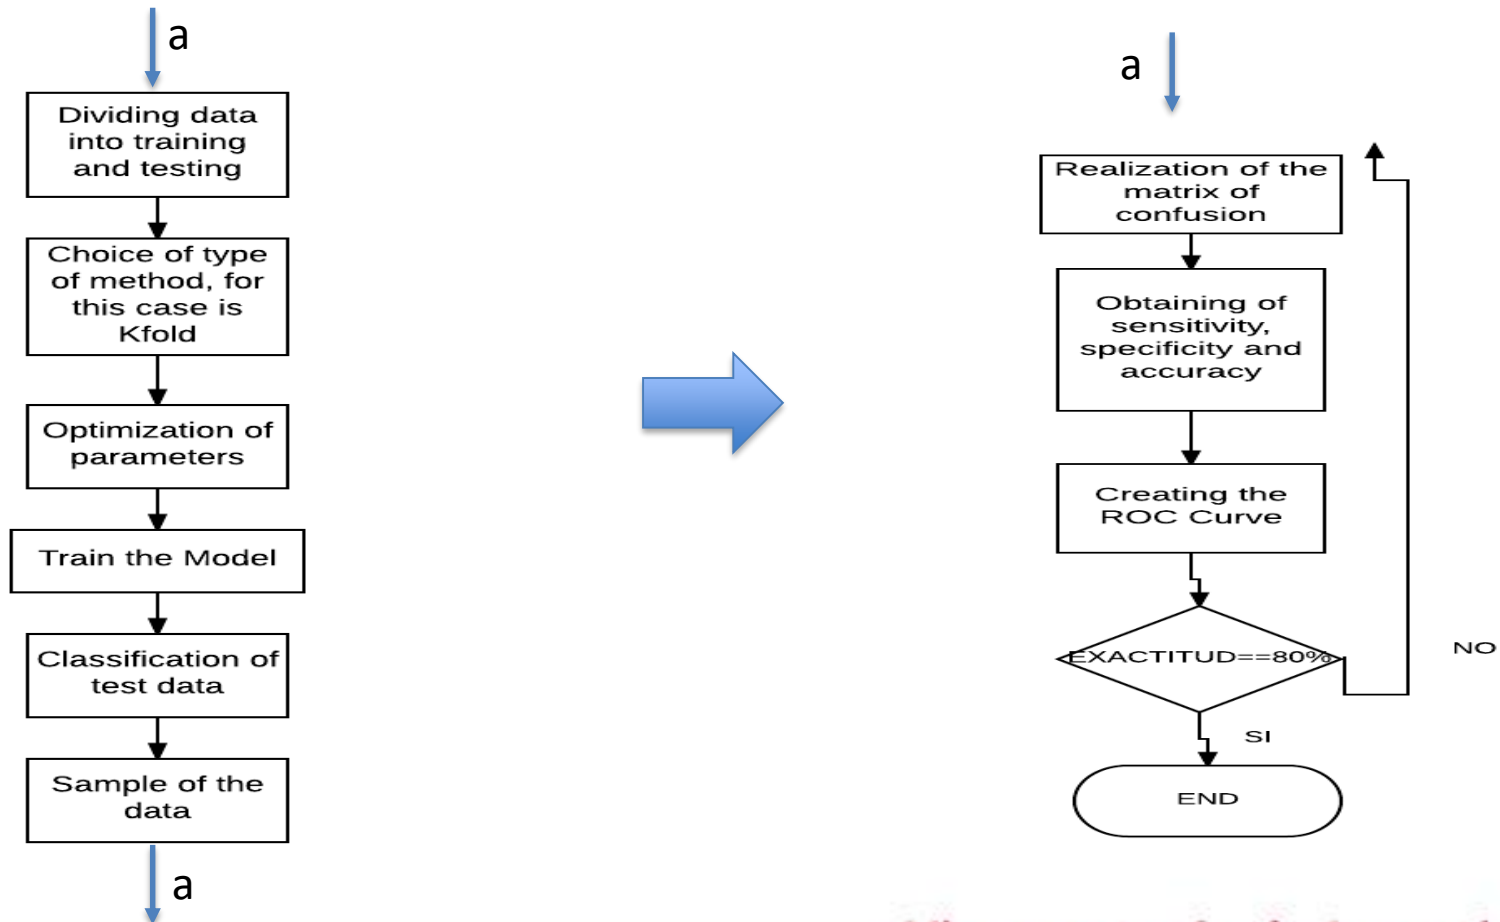 a
Dividing data
into training
and testing
Choice of type
of method, for
this case is
Kfold
Optimization of
parameters
Train the Model
Classification of
test data
Sample of the
data
a
a
Realization of the
matrix of
confusion
Obtaining of
sensitivity,
specificity and
accuracy
Creating the
ROC Curve
EXACTITUD==80%
NO
SI
END